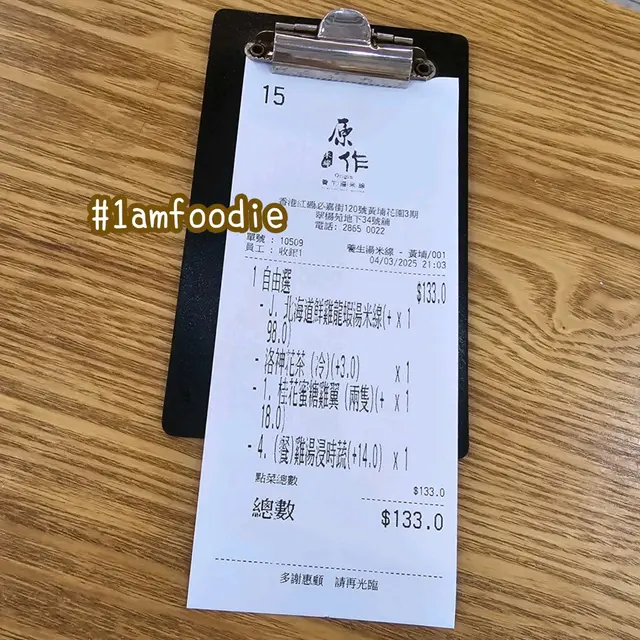 15
原
作
Origin
養生湯米線
#1amfoodie
香港紅磡必嘉街120號黃埔花園3期
翠楊苑地下34號舖
電話: 2865 0022
單號 : 10509
養生湯米線 - 黃埔/001
員工 : 收銀1
04/03/2025 21:03
1 自由選 $133.0
- J. 北海道鮮雞龍蝦湯米線(+ x 1
98.0)
- 洛神花茶 (冷)(+3.0) x 1
- 1. 桂花蜜糖雞翼 (兩隻)(+ x 1
18.0)
- 4. (餐)雞湯浸時蔬(+14.0) x 1
點菜總數 $133.0
總數 $133.0
多謝惠顧 請再光臨